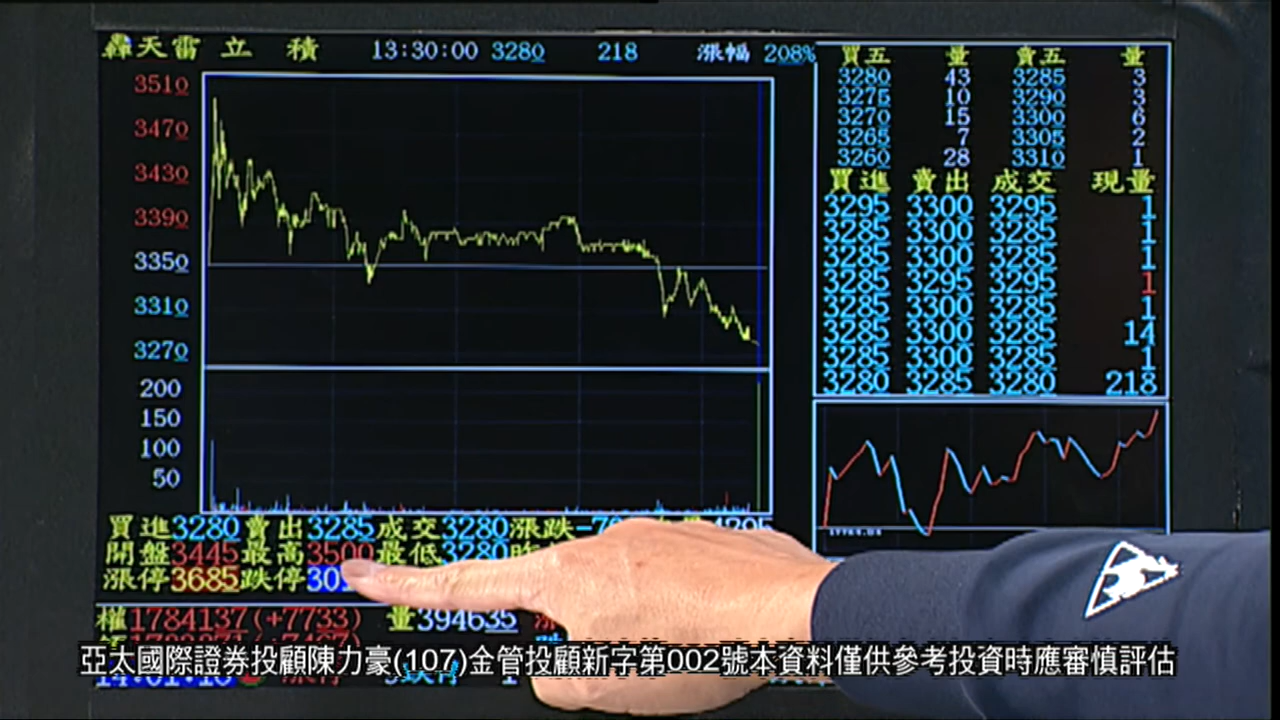 轟天雷 立 積 13:30:00 3280 218 漲幅 208%
3510
3470
3430
3390
3350
3310
3270
200
150
100
50
買五 量 賣五 量
3280 43 3285 3
3275 10 3290 3
3270 15 3300 6
3265 7 3305 2
3260 28 3310 1
買進 賣出 成交 現量
3295 3300 3295 1
3285 3300 3285 1
3285 3300 3285 1
3285 3295 3295 1
3285 3300 3285 1
3285 3300 3285 14
3285 3300 3285 1
3280 3285 3280 218
買進3280賣出3285成交3280漲跌
開盤3445最高3500最低3280
漲停3685跌停
權1784137(+7733) 量394635
亞太國際證券投顧陳力豪(107)金管投顧新字第002號本資料僅供參考投資時應審慎評估